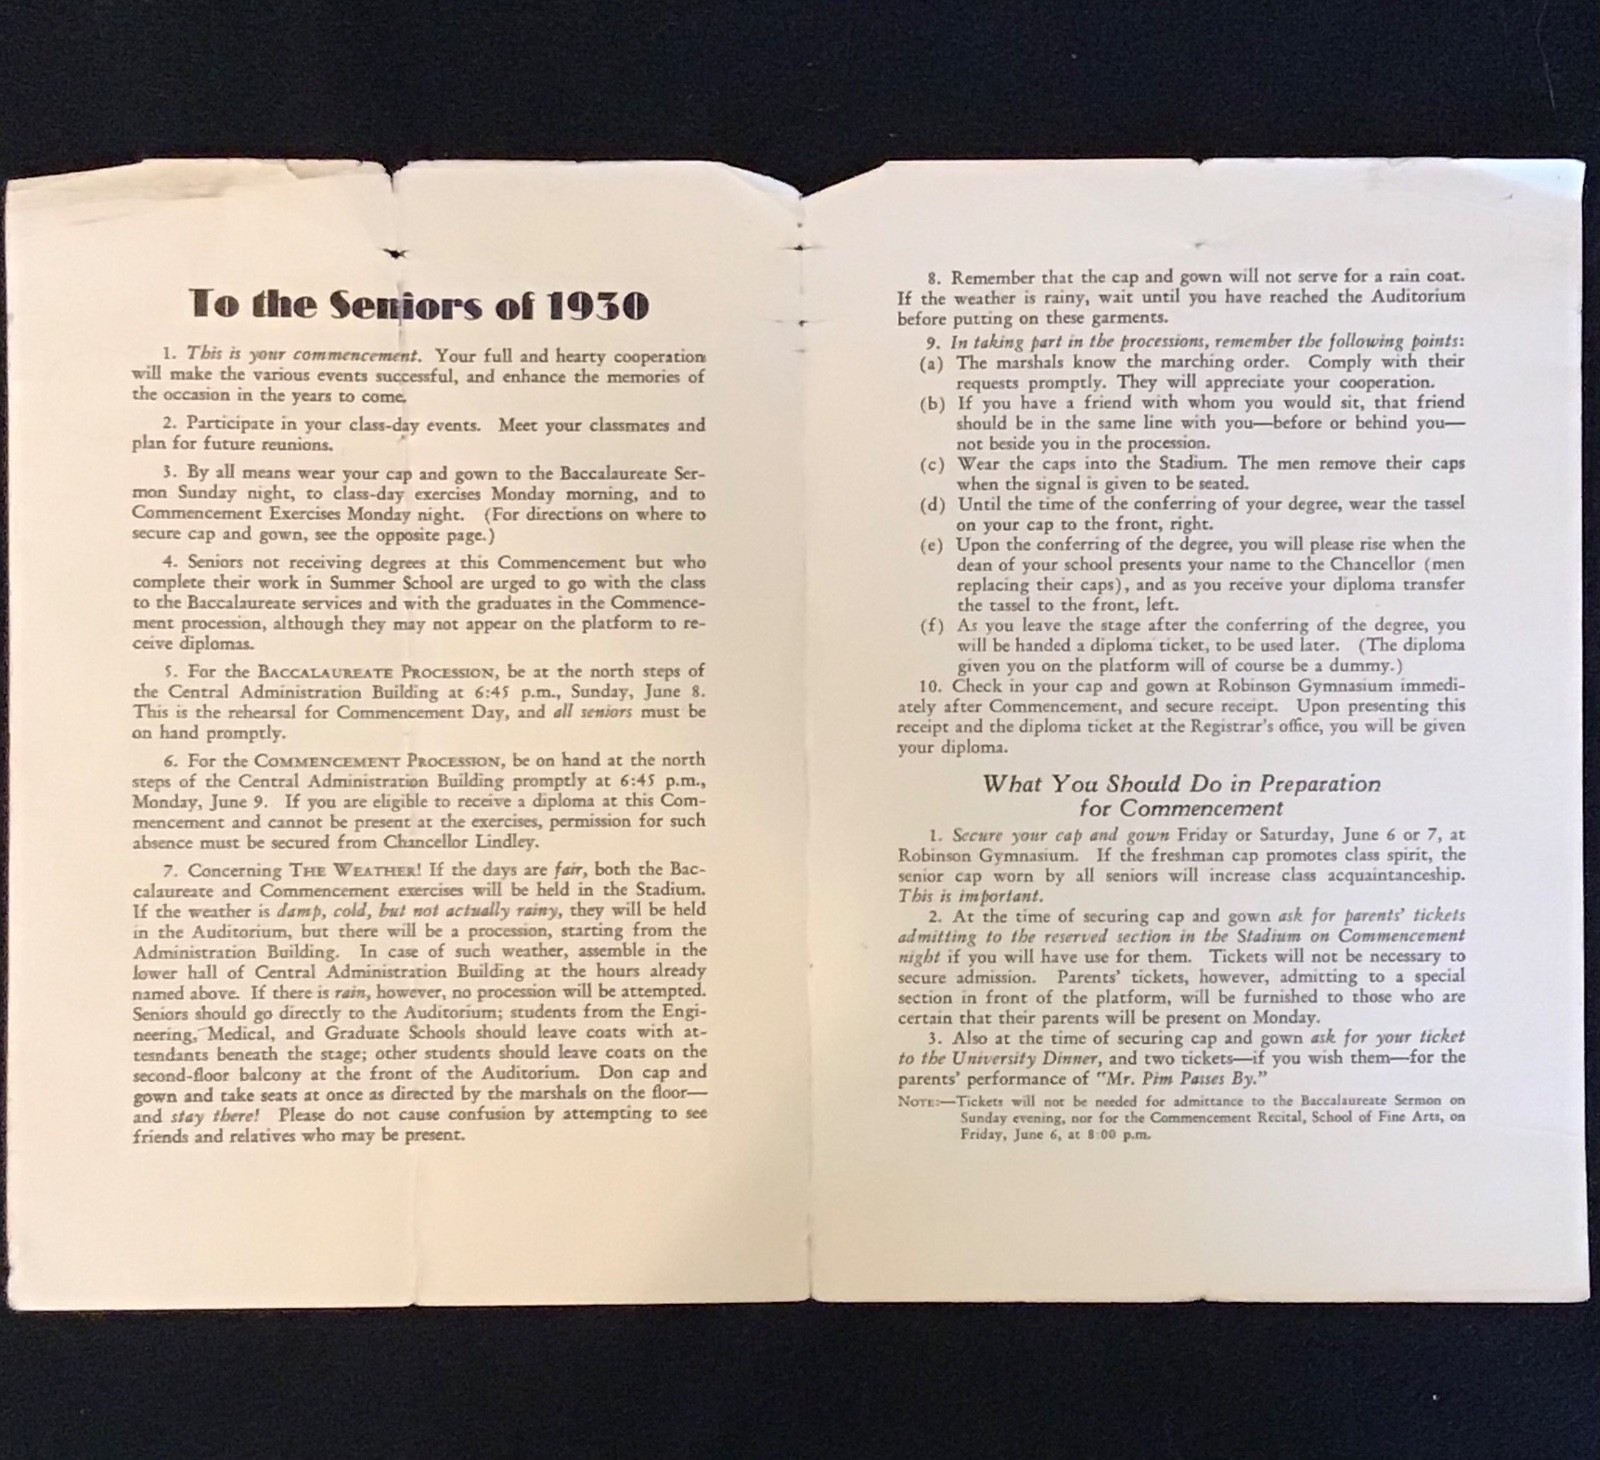 To the Seniors of 1930
1. This is your commencement. Your full and hearty cooperation
will make the various events successful, and enhance the memories of
the occasion in the years to come.
2. Participate in your class-day events. Meet your classmates and
plan for future reunions.
3. By all means wear your cap and gown to the Baccalaureate Ser-
mon Sunday night, to class-day exercises Monday morning, and to
Commencement Exercises Monday night. (For directions on where to
secure cap and gown, see the opposite page.)
4. Seniors not receiving degrees at this Commencement but who
complete their work in Summer School are urged to go with the class
to the Baccalaureate services and with the graduates in the Commence-
ment procession, although they may not appear on the platform to re-
ceive diplomas.
5. For the BACCALAUREATE PROCESSION, be at the north steps of
the Central Administration Building at 6:45 p.m., Sunday, June 8.
This is the rehearsal for Commencement Day, and all seniors must be
on hand promptly.
6. For the COMMENCEMENT PROCESSION, be on hand at the north
steps of the Central Administration Building promptly at 6:45 p.m.,
Monday, June 9. If you are eligible to receive a diploma at this Com-
mencement and cannot be present at the exercises, permission for such
absence must be secured from Chancellor Lindley.
7. Concerning THE WEATHER! If the days are fair, both the Bac-
calaureate and Commencement exercises will be held in the Stadium.
If the weather is damp, cold, but not actually rainy, they will be held
in the Auditorium, but there will be a procession, starting from the
Administration Building. In case of such weather, assemble in the
lower hall of Central Administration Building at the hours already
named above. If there is rain, however, no procession will be attempted.
Seniors should go directly to the Auditorium; students from the Engi-
neering, Medical, and Graduate Schools should leave coats with at-
tesndants beneath the stage; other students should leave coats on the
second-floor balcony at the front of the Auditorium. Don cap and
gown and take seats at once as directed by the marshals on the floor—
and stay there! Please do not cause confusion by attempting to see
friends and relatives who may be present.
8. Remember that the cap and gown will not serve for a rain coat.
If the weather is rainy, wait until you have reached the Auditorium
before putting on these garments.
9. In taking part in the processions, remember the following points:
(a) The marshals know the marching order. Comply with their
requests promptly. They will appreciate your cooperation.
(b) If you have a friend with whom you would sit, that friend
should be in the same line with you—before or behind you—
not beside you in the procession.
(c) Wear the caps into the Stadium. The men remove their caps
when the signal is given to be seated.
(d) Until the time of the conferring of your degree, wear the tassel
on your cap to the front, right.
(e) Upon the conferring of the degree, you will please rise when the
dean of your school presents your name to the Chancellor (men
replacing their caps), and as you receive your diploma transfer
the tassel to the front, left.
(f) As you leave the stage after the conferring of the degree, you
will be handed a diploma ticket, to be used later. (The diploma
given you on the platform will of course be a dummy.)
10. Check in your cap and gown at Robinson Gymnasium immedi-
ately after Commencement, and secure receipt. Upon presenting this
receipt and the diploma ticket at the Registrar's office, you will be given
your diploma.
What You Should Do in Preparation
for Commencement
1. Secure your cap and gown Friday or Saturday, June 6 or 7, at
Robinson Gymnasium. If the freshman cap promotes class spirit, the
senior cap worn by all seniors will increase class acquaintanceship.
This is important.
2. At the time of securing cap and gown ask for parents' tickets
admitting to the reserved section in the Stadium on Commencement
night if you will have use for them. Tickets will not be necessary to
secure admission. Parents' tickets, however, admitting to a special
section in front of the platform, will be furnished to those who are
certain that their parents will be present on Monday.
3. Also at the time of securing cap and gown ask for your ticket
to the University Dinner, and two tickets—if you wish them—for the
parents' performance of "Mr. Pim Passes By."
NOTE:—Tickets will not be needed for admittance to the Baccalaureate Sermon on
Sunday evening, nor for the Commencement Recital, School of Fine Arts, on
Friday, June 6, at 8:00 p.m.